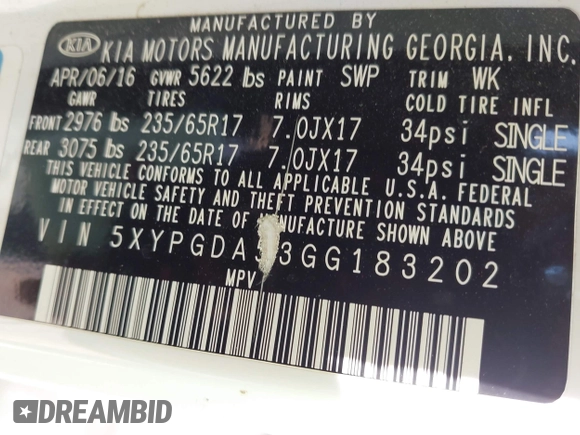 MANUFACTURED BY
KIA KIA MOTORS MANUFACTURING GEORGIA, INC.
APR/06/16 GVWR 5622 lbs PAINT SWP TRIM WK
GAWR TIRES RIMS COLD TIRE INFL
FRONT 2976 lbs 235/65R17 7.0JX17 34psi SINGLE
REAR 3075 lbs 235/65R17 7.0JX17 34psi SINGLE
THIS VEHICLE CONFORMS TO ALL APPLICABLE U.S.A. FEDERAL
MOTOR VEHICLE SAFETY AND THEFT PREVENTION STANDARDS
IN EFFECT ON THE DATE OF MANUFACTURE SHOWN ABOVE
VIN
MPV
DREAMBID